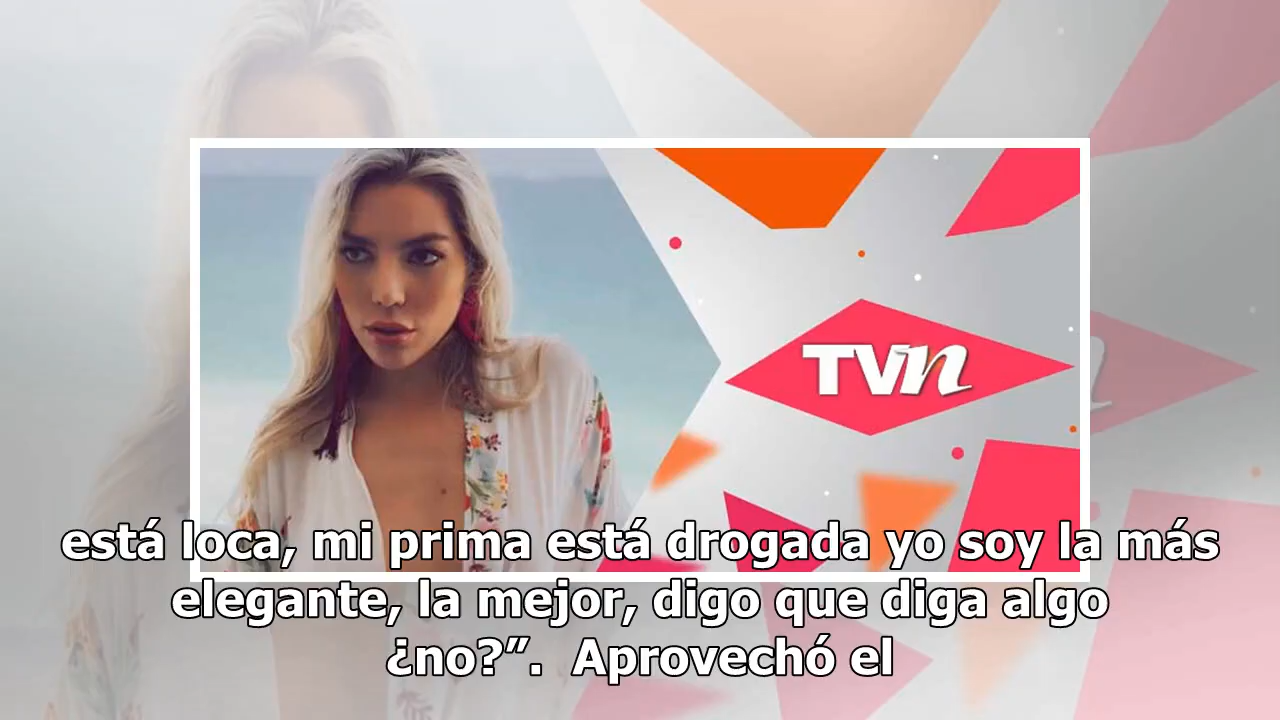 TVn
está loca, mi prima está drogada yo soy la más
elegante, la mejor, digo que diga algo
¿no?”.  Aprovechó el